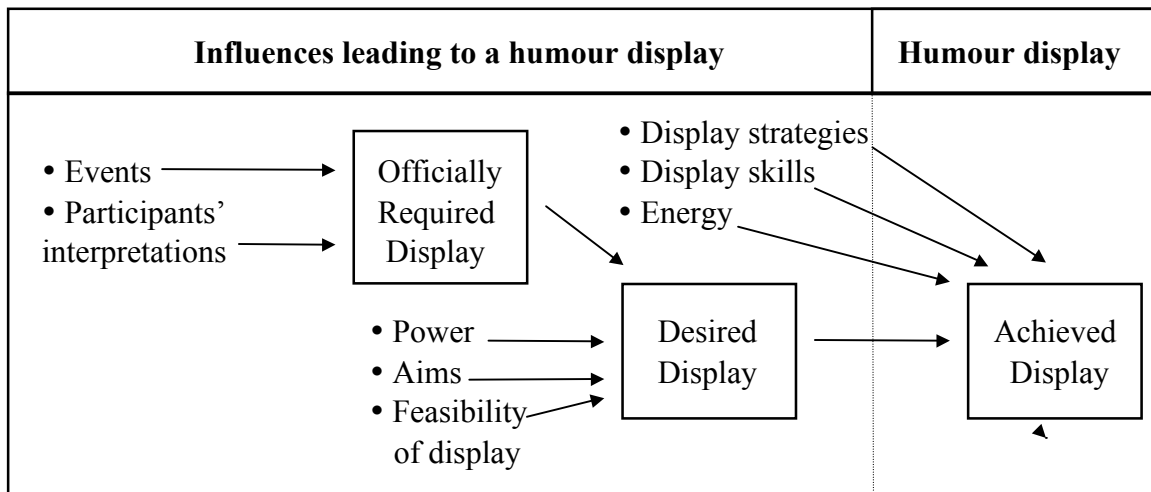 Influences leading to a humour display
Humour display
• Events
• Participants’
interpretations
Officially
Required
Display
• Display strategies
• Display skills
• Energy
• Power
• Aims
• Feasibility
of display
Desired
Display
Achieved
Display